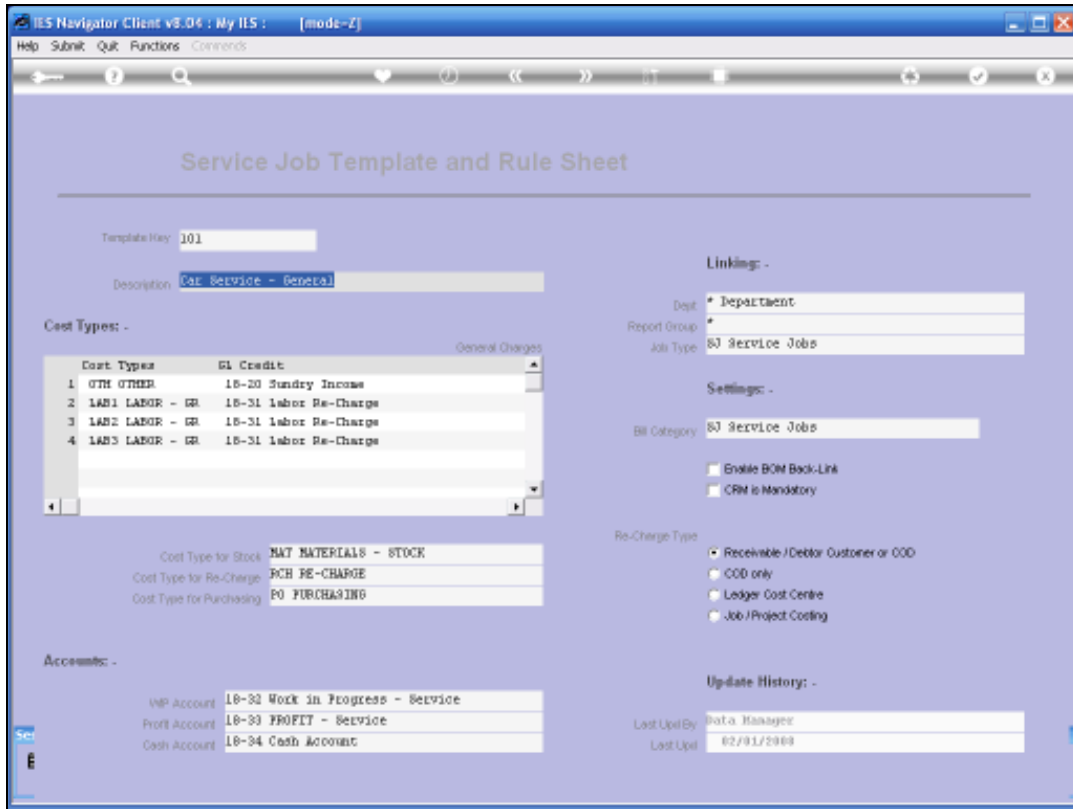 IES Navigator Client v8.04 : My IES : [mode=Z]
Help Submit Quit Functions Commends
Service Job Template and Rule Sheet
Template Key 101
Description Car Service - General
Linking: -
Dept * Department
Report Group *
Job Type SJ Service Jobs
Cost Types: -
General Charges
Cost Types GL Credit
1 OTH OTHER 18-20 Sundry Income
2 LAB1 LABOR - GR 18-31 Labor Re-Charge
3 LAB2 LABOR - GR 18-31 Labor Re-Charge
4 LAB3 LABOR - GR 18-31 Labor Re-Charge
Settings: -
Bill Category SJ Service Jobs
Enable BOM Back-Link
CRM is Mandatory
Re-Charge Type
Receivable / Debtor Customer or COD
COD only
Ledger Cost Centre
Job / Project Costing
Cost Type for Stock MAT MATERIALS - STOCK
Cost Type for Re-Charge RCH RE-CHARGE
Cost Type for Purchasing PO PURCHASING
Accounts: -
WIP Account 18-32 Work in Progress - Service
Profit Account 18-33 PROFIT - Service
Cash Account 18-34 Cash Account
Update History: -
Last Upd By Data Manager
Last Upd
Ser